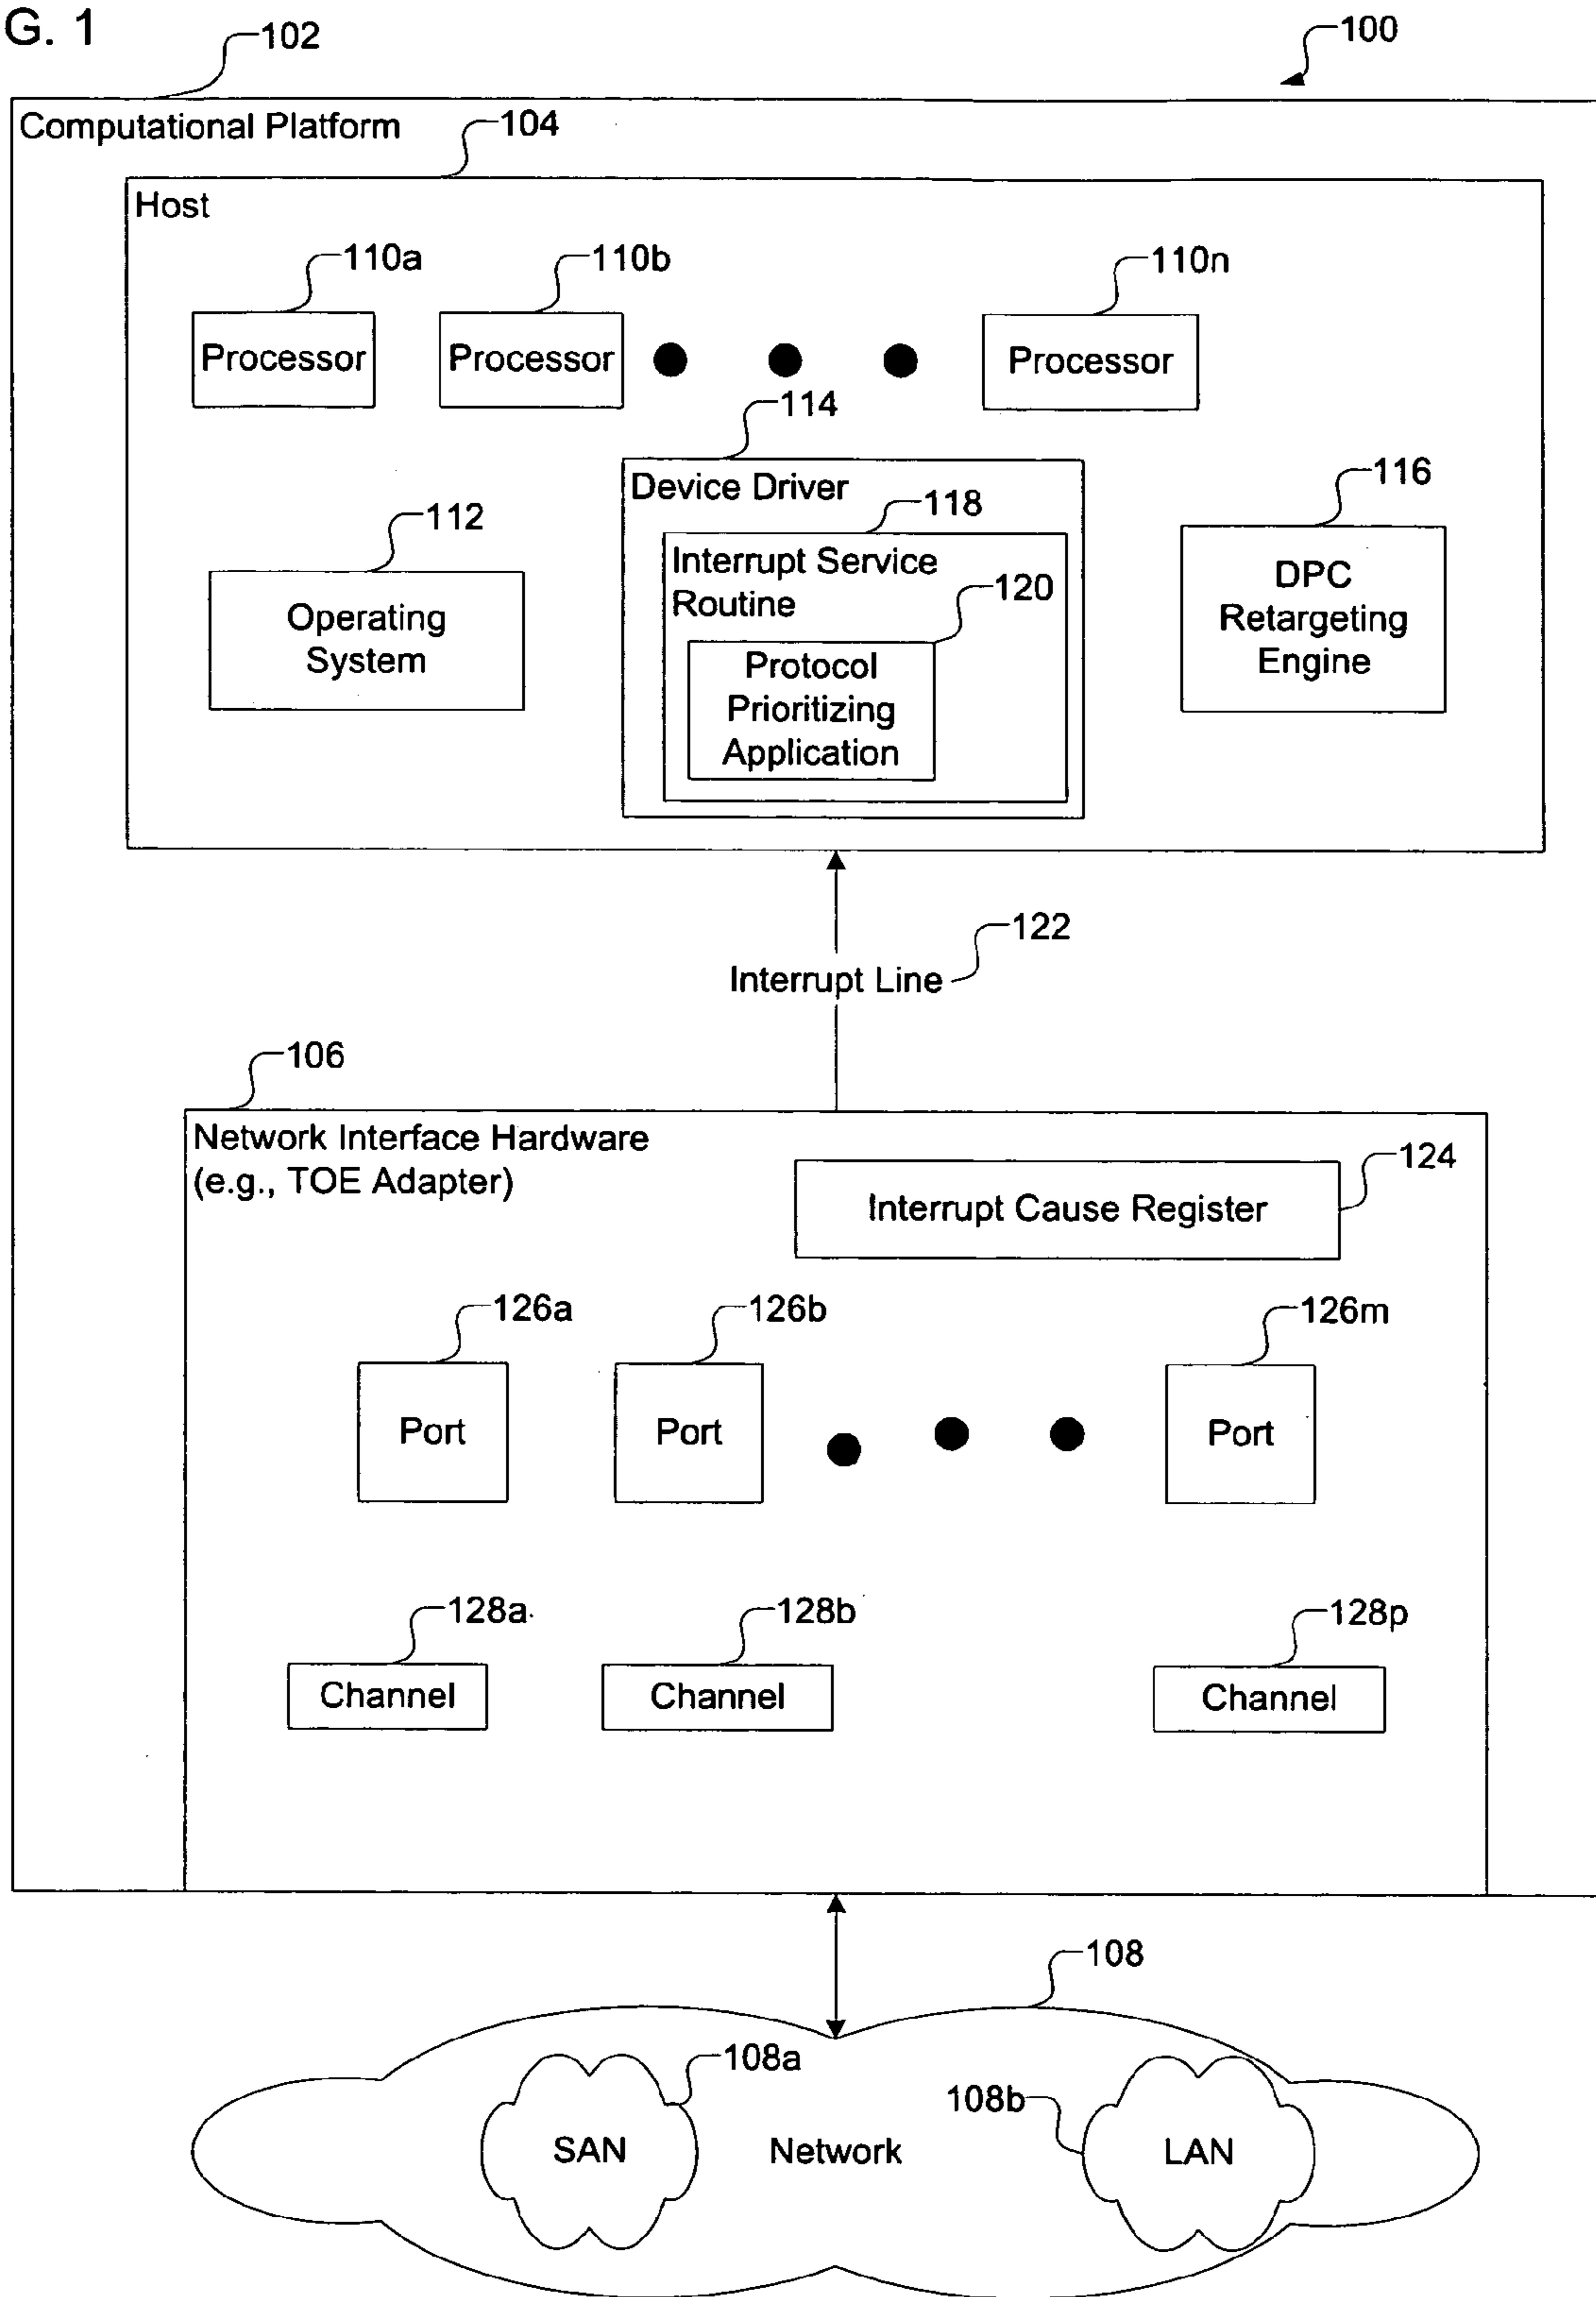 G. 1
102
100
Computational Platform
104
Host
110a
110b
110n
Processor
Processor
Processor
114
Device Driver
116
112
118
Interrupt Service
Routine
120
DPC
Retargeting
Engine
Operating
System
Protocol
Prioritizing
Application
122
Interrupt Line
106
Network Interface Hardware
(e.g., TOE Adapter)
124
Interrupt Cause Register
126a
126b
126m
Port
Port
Port
128a
128b
128p
Channel
Channel
Channel
108
108a
108b
SAN
Network
LAN